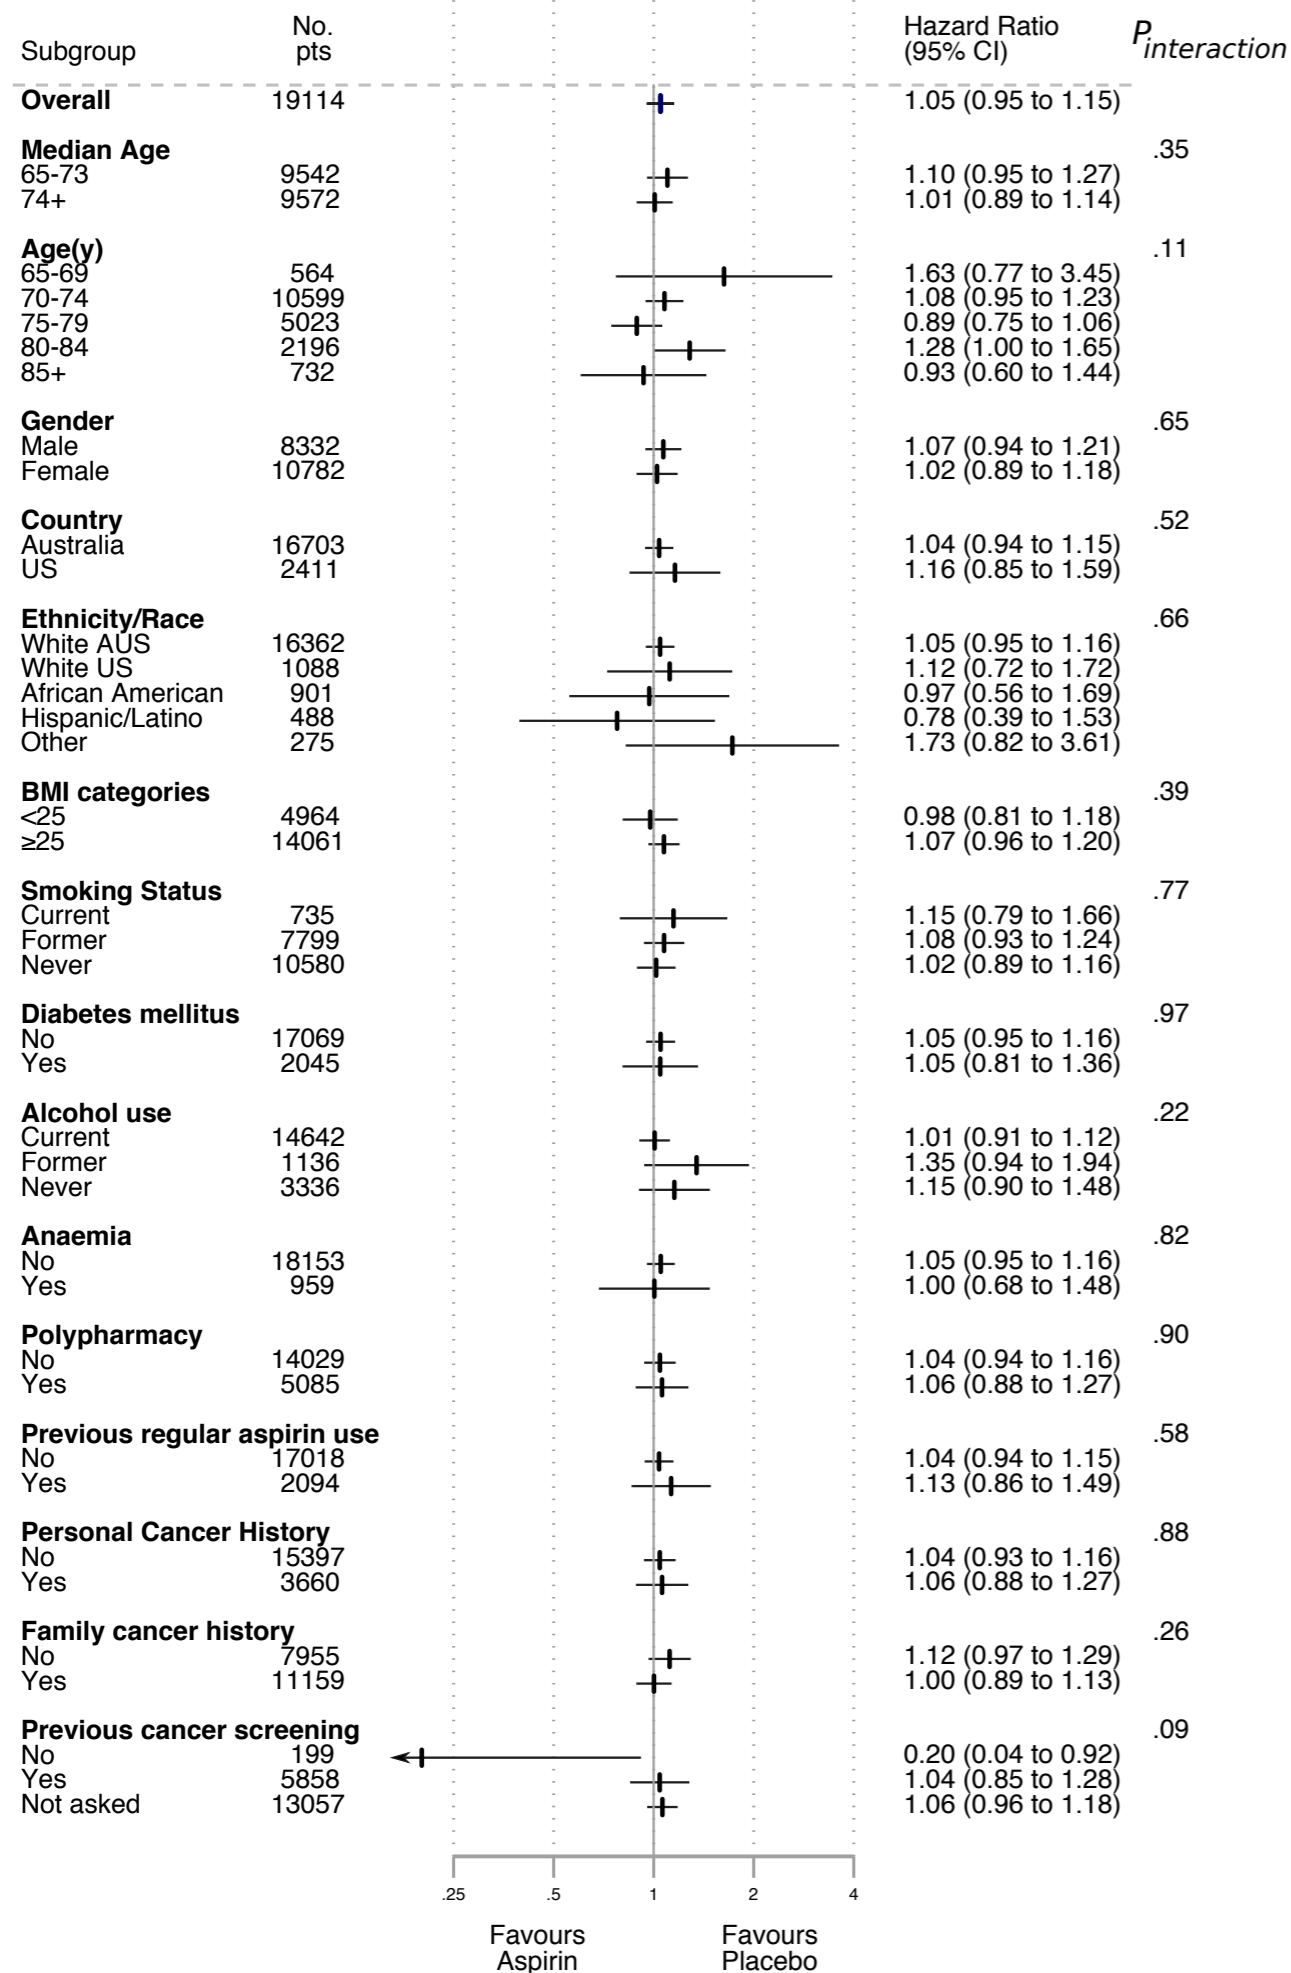 Subgroup No. pts Hazard Ratio (95% CI) Pinteraction
Overall 19114 1.05 (0.95 to 1.15)
Median Age .35
65-73 9542 1.10 (0.95 to 1.27)
74+ 9572 1.01 (0.89 to 1.14)
Age(y) .11
65-69 564 1.63 (0.77 to 3.45)
70-74 10599 1.08 (0.95 to 1.23)
75-79 5023 0.89 (0.75 to 1.06)
80-84 2196 1.28 (1.00 to 1.65)
85+ 732 0.93 (0.60 to 1.44)
Gender .65
Male 8332 1.07 (0.94 to 1.21)
Female 10782 1.02 (0.89 to 1.18)
Country .52
Australia 16703 1.04 (0.94 to 1.15)
US 2411 1.16 (0.85 to 1.59)
Ethnicity/Race .66
White AUS 16362 1.05 (0.95 to 1.16)
White US 1088 1.12 (0.72 to 1.72)
African American 901 0.97 (0.56 to 1.69)
Hispanic/Latino 488 0.78 (0.39 to 1.53)
Other 275 1.73 (0.82 to 3.61)
BMI categories .39
<25 4964 0.98 (0.81 to 1.18)
≥25 14061 1.07 (0.96 to 1.20)
Smoking Status .77
Current 735 1.15 (0.79 to 1.66)
Former 7799 1.08 (0.93 to 1.24)
Never 10580 1.02 (0.89 to 1.16)
Diabetes mellitus .97
No 17069 1.05 (0.95 to 1.16)
Yes 2045 1.05 (0.81 to 1.36)
Alcohol use .22
Current 14642 1.01 (0.91 to 1.12)
Former 1136 1.35 (0.94 to 1.94)
Never 3336 1.15 (0.90 to 1.48)
Anaemia .82
No 18153 1.05 (0.95 to 1.16)
Yes 959 1.00 (0.68 to 1.48)
Polypharmacy .90
No 14029 1.04 (0.94 to 1.16)
Yes 5085 1.06 (0.88 to 1.27)
Previous regular aspirin use .58
No 17018 1.04 (0.94 to 1.15)
Yes 2094 1.13 (0.86 to 1.49)
Personal Cancer History .88
No 15397 1.04 (0.93 to 1.16)
Yes 3660 1.06 (0.88 to 1.27)
Family cancer history .26
No 7955 1.12 (0.97 to 1.29)
Yes 11159 1.00 (0.89 to 1.13)
Previous cancer screening .09
No 199 0.20 (0.04 to 0.92)
Yes 5858 1.04 (0.85 to 1.28)
Not asked 13057 1.06 (0.96 to 1.18)
.25 .5 1 2 4
Favours Aspirin Favours Placebo